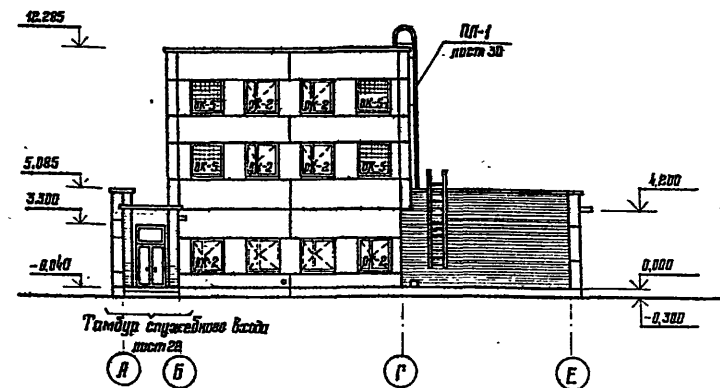 12.285
ПЛ-1
лист 30
ОК-5 ОК-2 ОК-2 ОК-5
5.085
ОК-5 ОК-2 ОК-2 ОК-5
3.300
4,200
-0,040
ОК-2 ОК-2
0,000
-0,300
Тамбур служебного входа
лист 28
А Б Г Е